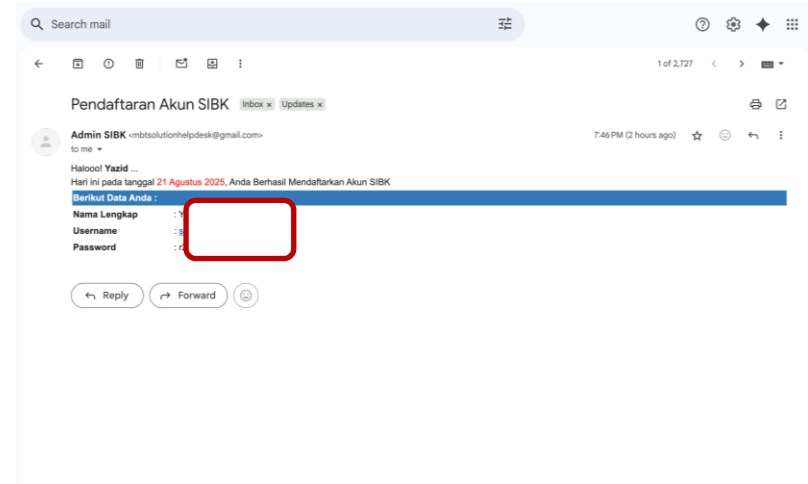 Search mail
1 of 2,727
Pendaftaran Akun SIBK Inbox x Updates x
Admin SIBK <mbtsolutionhelpdesk@gmail.com> 7:46 PM (2 hours ago)
to me
Halooo! Yazid ...
Hari ini pada tanggal 21 Agustus 2025, Anda Berhasil Mendaftarkan Akun SIBK
Berikut Data Anda :
Nama Lengkap : Y
Username : s
Password :
Reply Forward